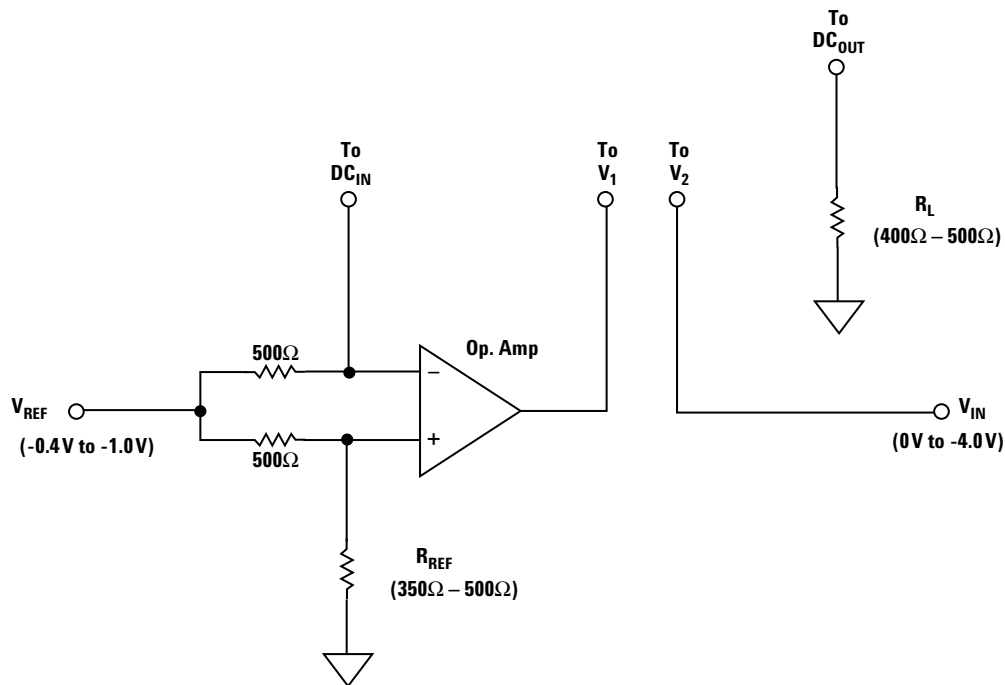 To
DC_OUT
To
DC_IN
To
V_1
To
V_2
R_L
(400Ω – 500Ω)
Op. Amp
500Ω
–
V_REF
(-0.4V to -1.0V)
+
500Ω
V_IN
(0V to -4.0V)
R_REF
(350Ω – 500Ω)